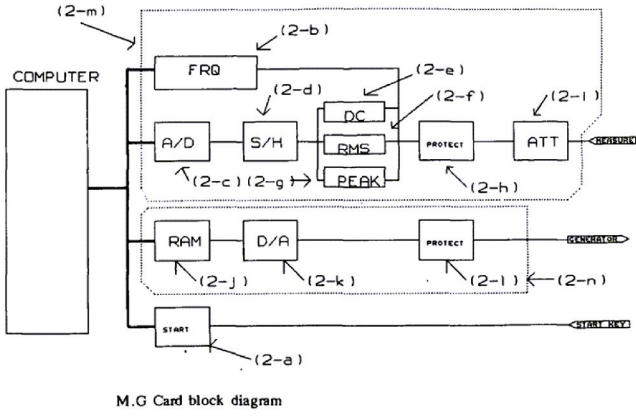 (2-m)
(2-b)
COMPUTER
FRQ
(2-d)
(2-e)
(2-f)
DC
(2-i)
A/D
S/H
RMS
PROTECT
ATT
MEASURE
(2-c)
(2-g)
PEAK
(2-h)
RAM
D/A
PROTECT
GENERATOR
(2-j)
(2-k)
(2-l)
(2-n)
START
START KEY
(2-a)
M.G Card block diagram